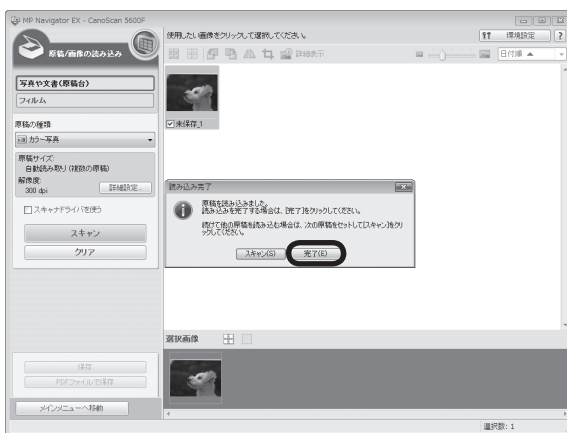 MP Navigator EX - CanoScan 5600F
原稿/画像の読み込み
使用したい画像をクリックして選択してください。
環境設定
?
詳細表示
日付順 ▲
写真や文書(原稿台)
フィルム
原稿の種類:
カラー写真
原稿サイズ:
自動読み取り(複数の原稿)
解像度:
300 dpi
詳細設定...
スキャナドライバを使う
スキャン
クリア
未保存_1
読み込み完了
原稿を読み込みました。
読み込みを完了する場合は、[完了]をクリックしてください。
続けて他の原稿を読み込む場合は、次の原稿をセットして[スキャン]をクリ
ックしてください。
スキャン(S)
完了(E)
選択画像
保存
PDFファイルで保存
メインメニューへ移動
選択数: 1